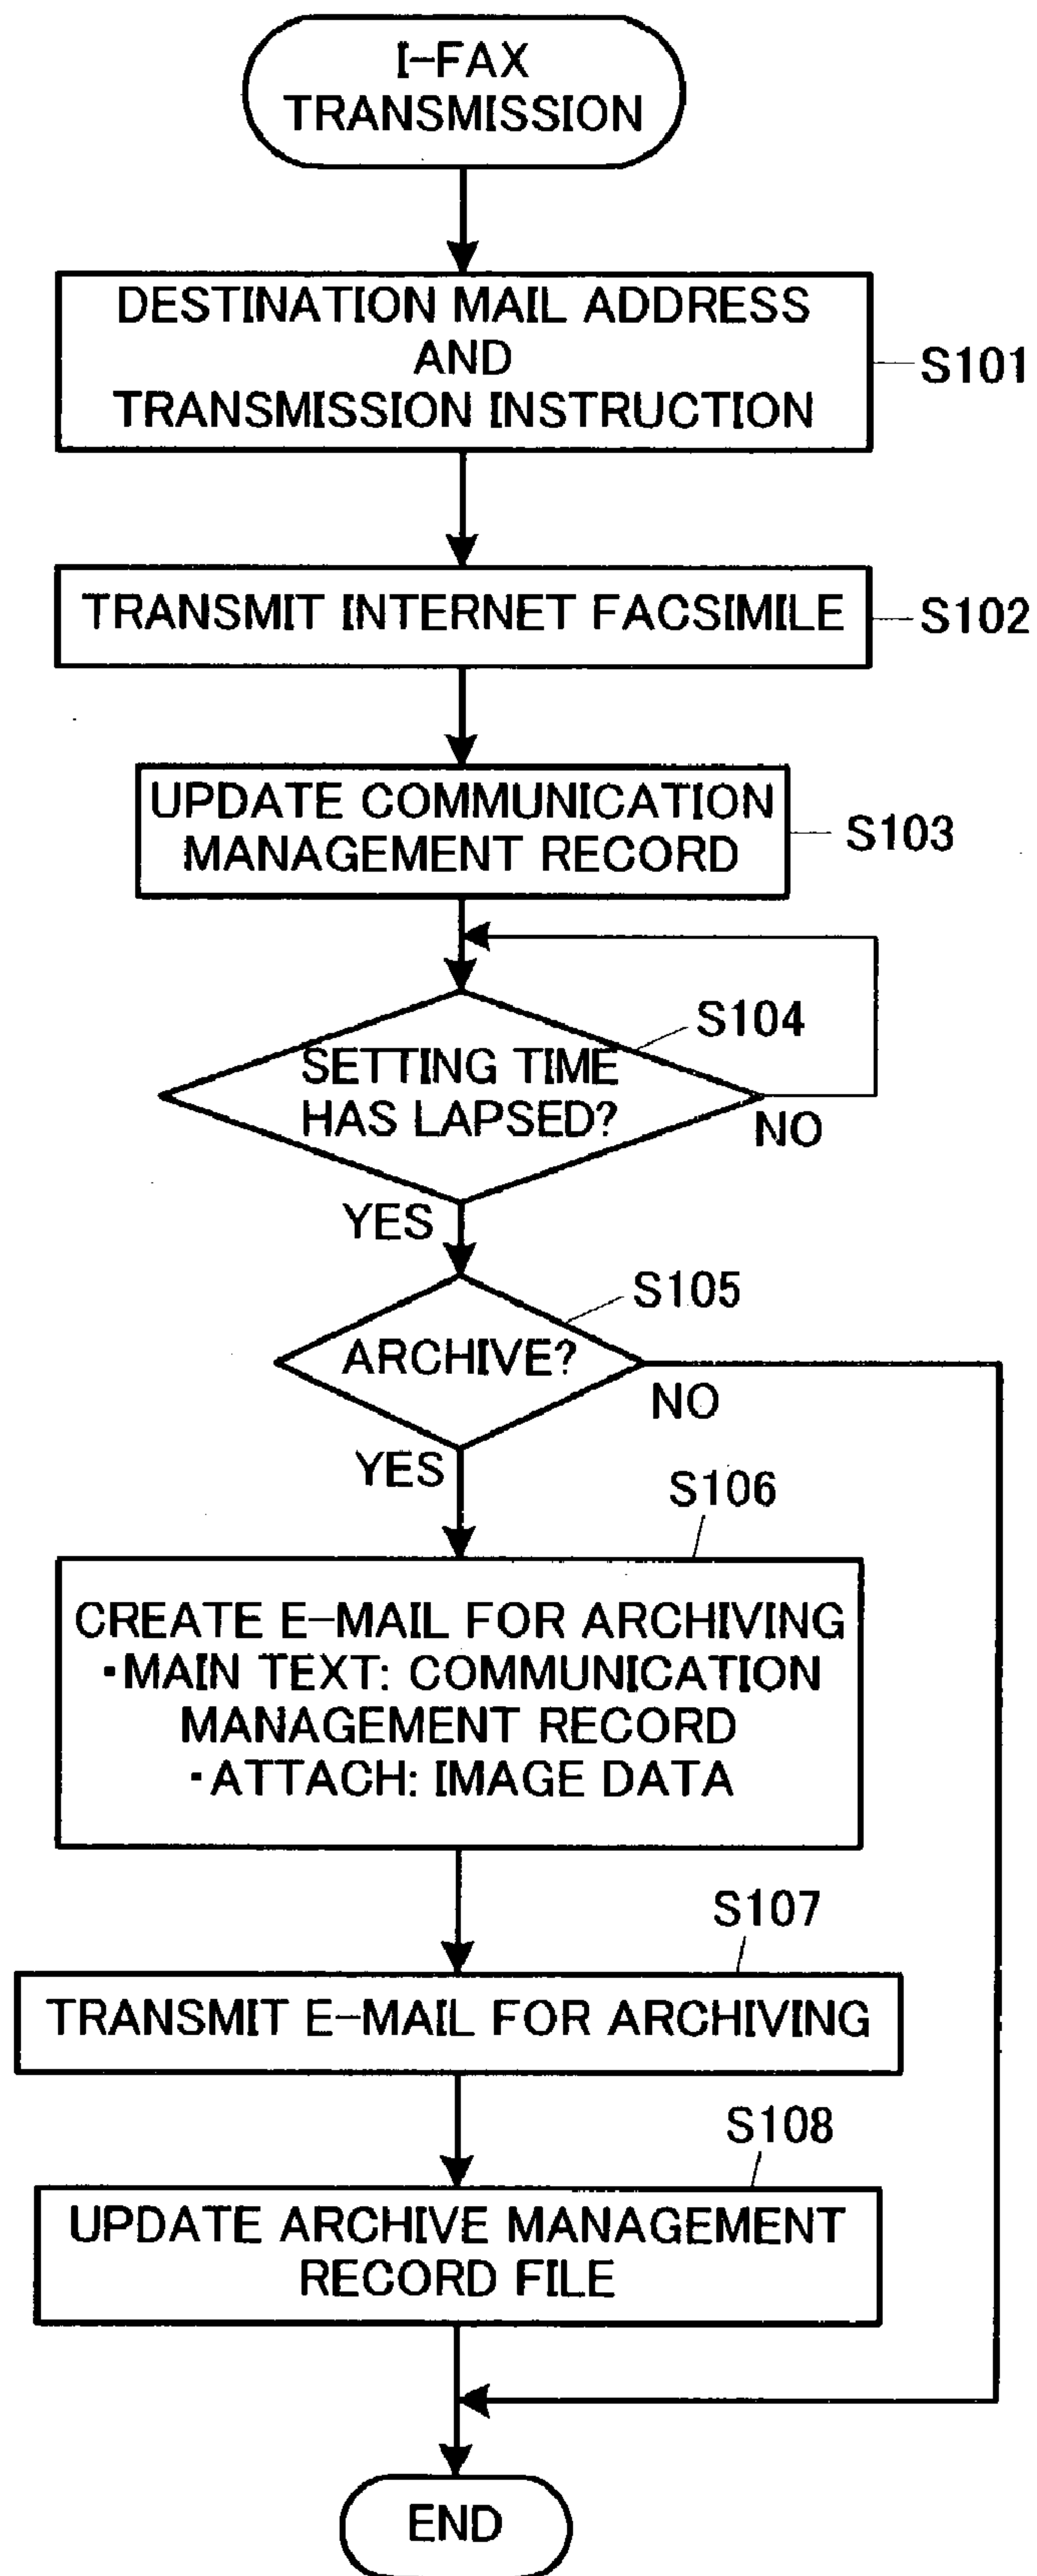 I-FAX
TRANSMISSION
DESTINATION MAIL ADDRESS
AND
TRANSMISSION INSTRUCTION
S101
TRANSMIT INTERNET FACSIMILE
S102
UPDATE COMMUNICATION
MANAGEMENT RECORD
S103
S104
SETTING TIME
HAS LAPSED?
NO
YES
S105
ARCHIVE?
NO
YES
S106
CREATE E-MAIL FOR ARCHIVING
・MAIN TEXT: COMMUNICATION
MANAGEMENT RECORD
・ATTACH: IMAGE DATA
S107
TRANSMIT E-MAIL FOR ARCHIVING
S108
UPDATE ARCHIVE MANAGEMENT
RECORD FILE
END